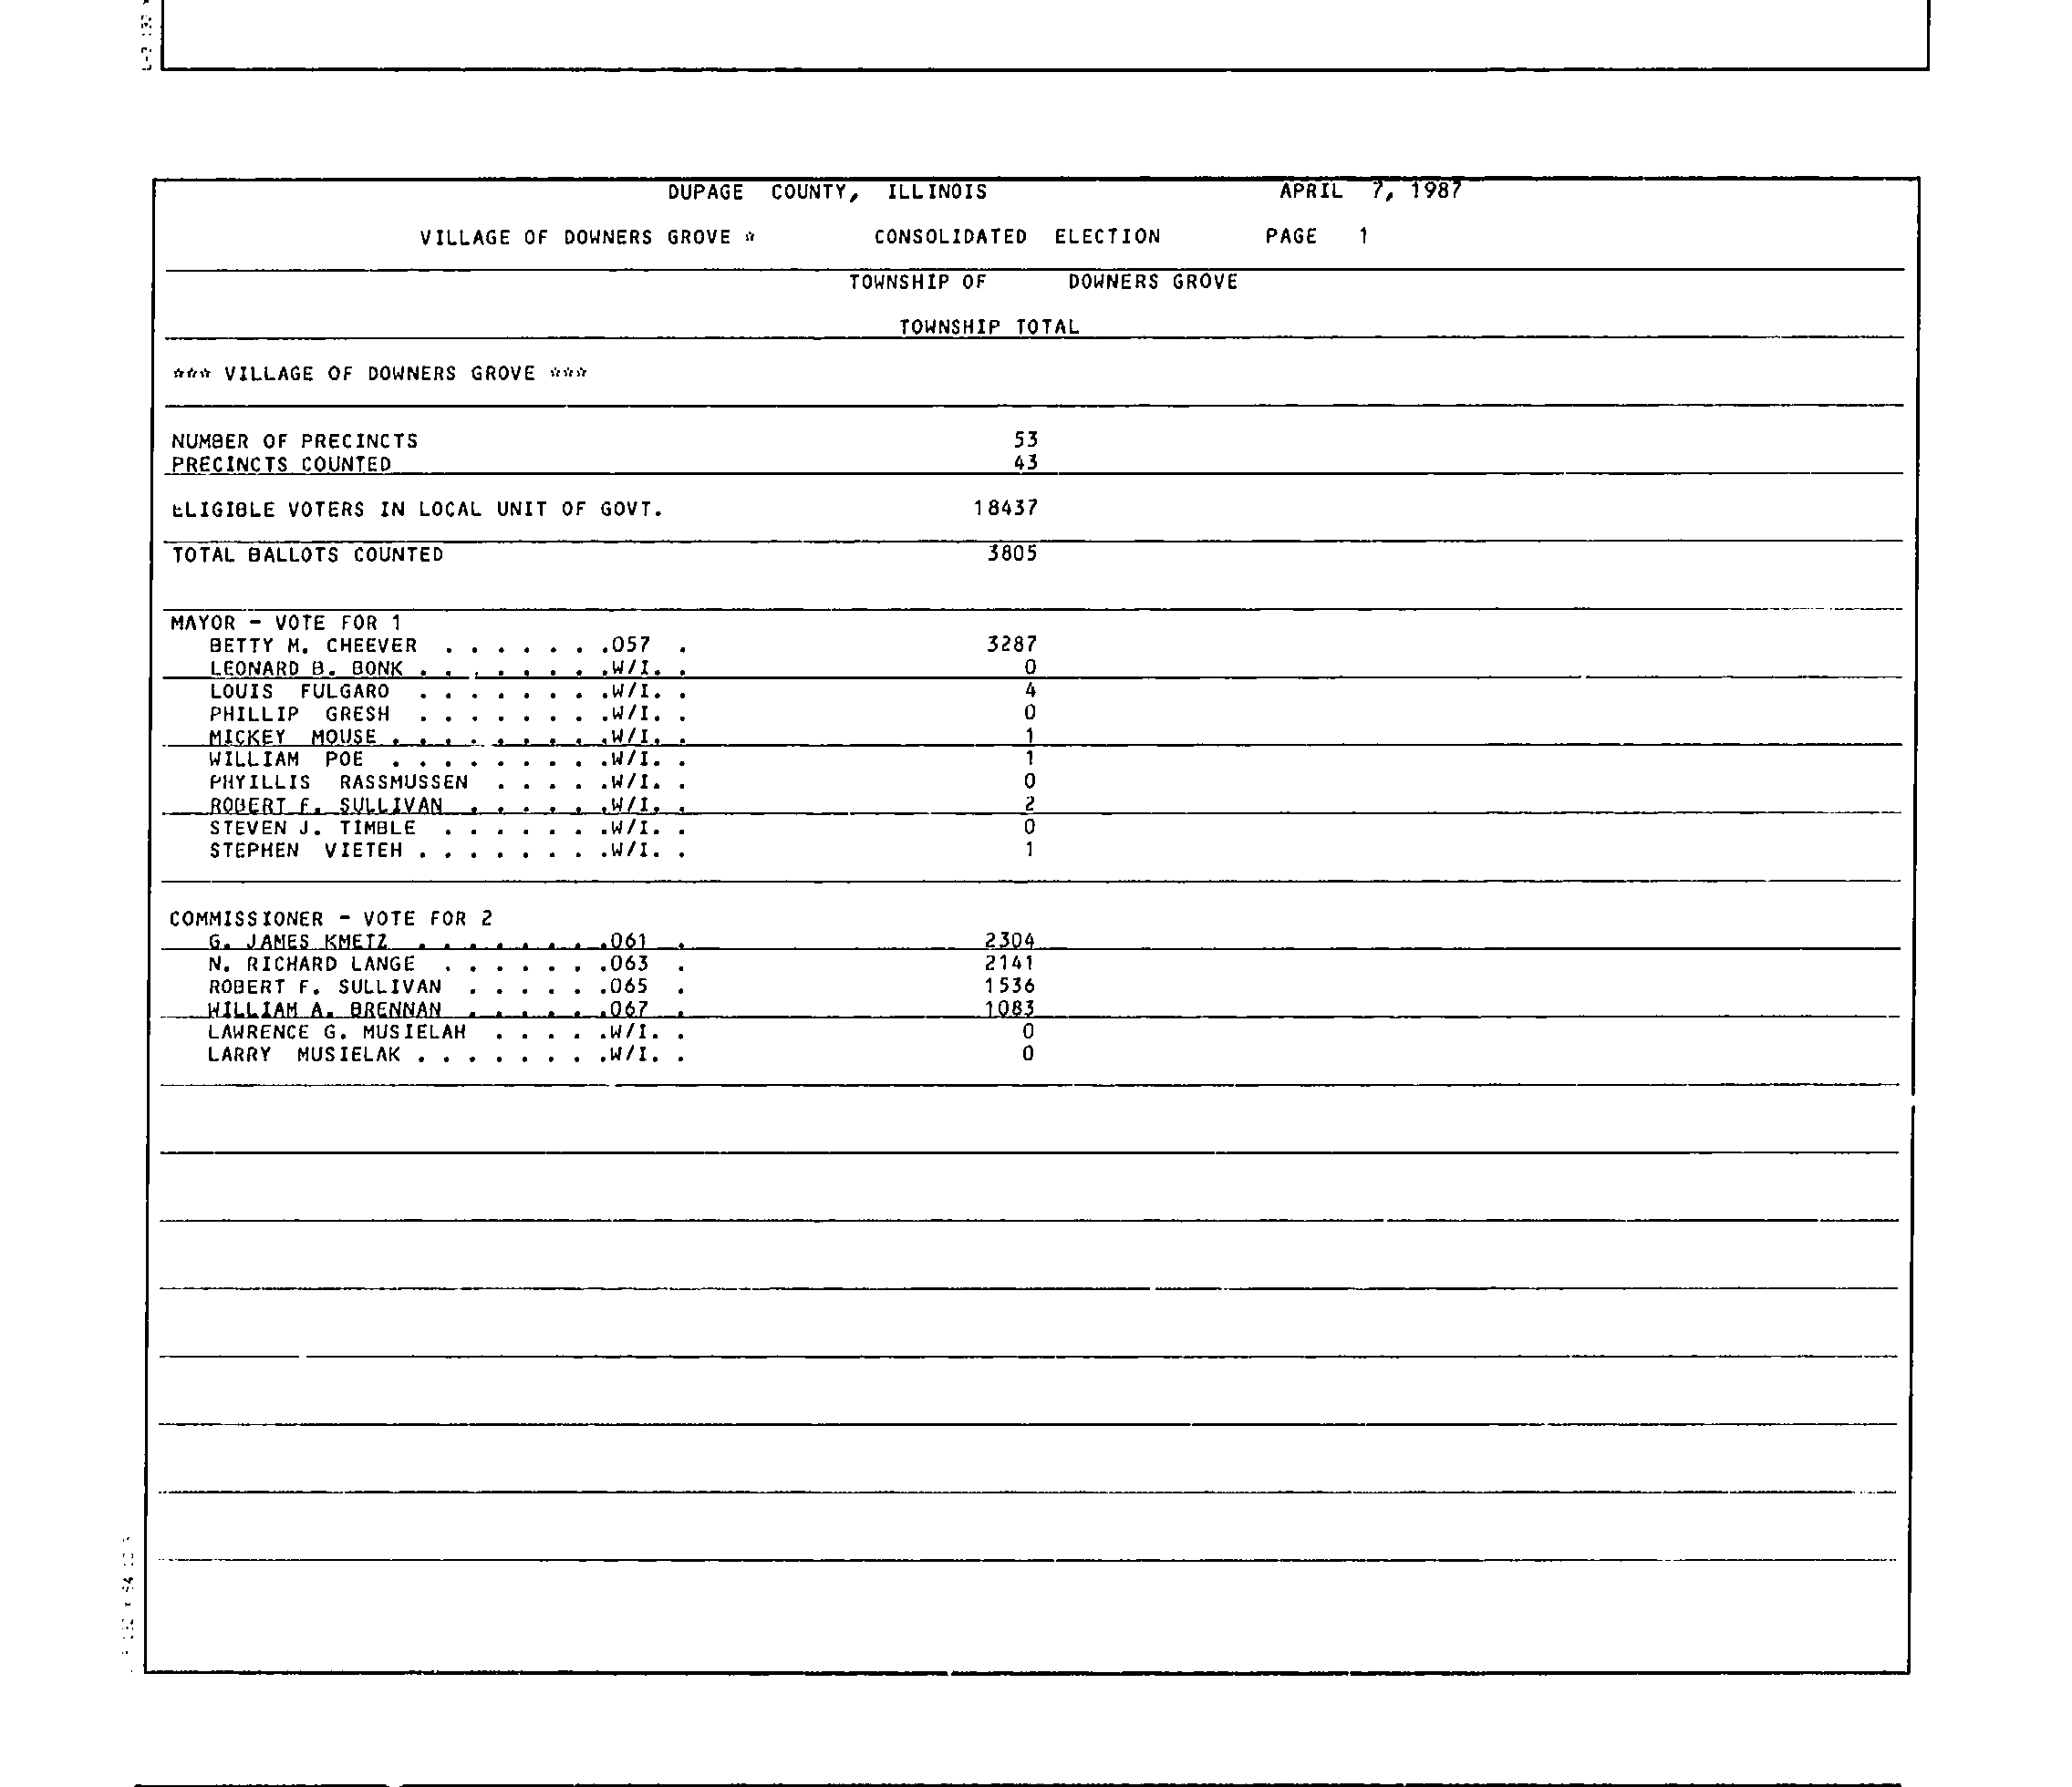 DUPAGE COUNTY, ILLINOIS APRIL 7, 1987
VILLAGE OF DOWNERS GROVE * CONSOLIDATED ELECTION PAGE 1
TOWNSHIP OF DOWNERS GROVE
TOWNSHIP TOTAL
*** VILLAGE OF DOWNERS GROVE ***
NUMBER OF PRECINCTS 53
PRECINCTS COUNTED 43
ELIGIBLE VOTERS IN LOCAL UNIT OF GOVT. 18437
TOTAL BALLOTS COUNTED 3805
MAYOR - VOTE FOR 1
BETTY M. CHEEVER . . . . . . .057 . 3287
LEONARD B. BONK . . . . . . . .W/I. . 0
LOUIS FULGARO . . . . . . . .W/I. . 4
PHILLIP GRESH . . . . . . . .W/I. . 0
MICKEY MOUSE . . . . . . . . .W/I. . 1
WILLIAM POE . . . . . . . . .W/I. . 1
PHYILLIS RASSMUSSEN . . . . .W/I. . 0
ROBERT F. SULLIVAN . . . . . .W/I. . 2
STEVEN J. TIMBLE . . . . . . .W/I. . 0
STEPHEN VIETEH . . . . . . . .W/I. . 1
COMMISSIONER - VOTE FOR 2
G. JAMES KMETZ . . . . . . . .061 . 2304
N. RICHARD LANGE . . . . . . .063 . 2141
ROBERT F. SULLIVAN . . . . . .065 . 1536
WILLIAM A. BRENNAN . . . . . .067 . 1083
LAWRENCE G. MUSIELAH . . . . .W/I. . 0
LARRY MUSIELAK . . . . . . . .W/I. . 0